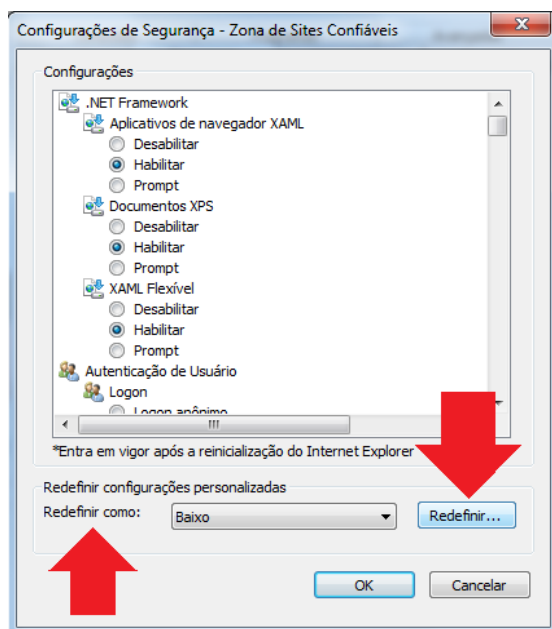 Configurações de Segurança - Zona de Sites Confiáveis
Configurações
.NET Framework
Aplicativos de navegador XAML
Desabilitar
Habilitar
Prompt
Documentos XPS
Desabilitar
Habilitar
Prompt
XAML Flexível
Desabilitar
Habilitar
Prompt
Autenticação de Usuário
Logon
Logon anônimo
*Entra em vigor após a reinicialização do Internet Explorer
Redefinir configurações personalizadas
Redefinir como:
Baixo
Redefinir...
OK
Cancelar